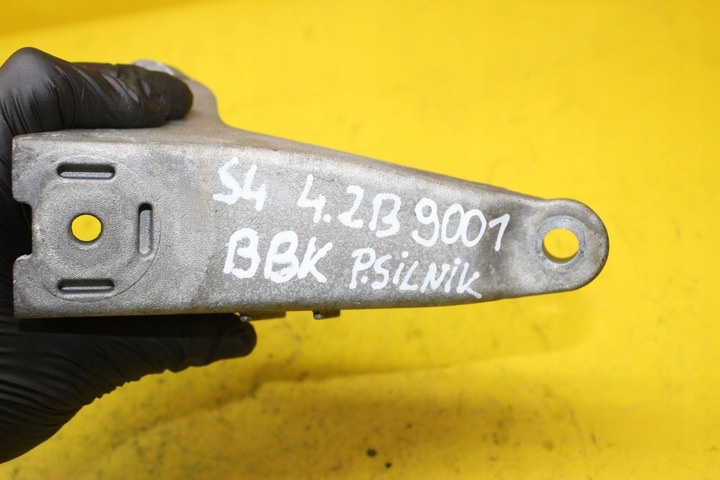 S4 4.2B 9001
BBK P.SiLNiK